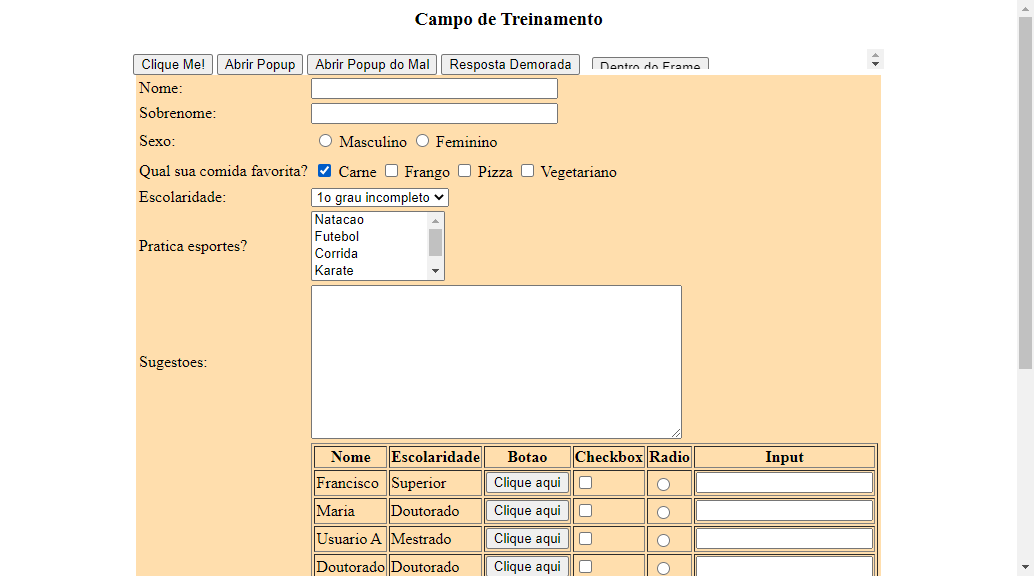 Campo de Treinamento
Clique Me! Abrir Popup Abrir Popup do Mal Resposta Demorada Dentro do Frame
Nome:
Sobrenome:
Sexo: Masculino Feminino
Qual sua comida favorita? Carne Frango Pizza Vegetariano
Escolaridade: 1o grau incompleto
Natacao
Futebol
Pratica esportes?
Corrida
Karate
Sugestoes:
Nome Escolaridade Botao Checkbox Radio Input
Francisco Superior Clique aqui
Maria Doutorado Clique aqui
Usuario A Mestrado Clique aqui
Doutorado Doutorado Clique aqui